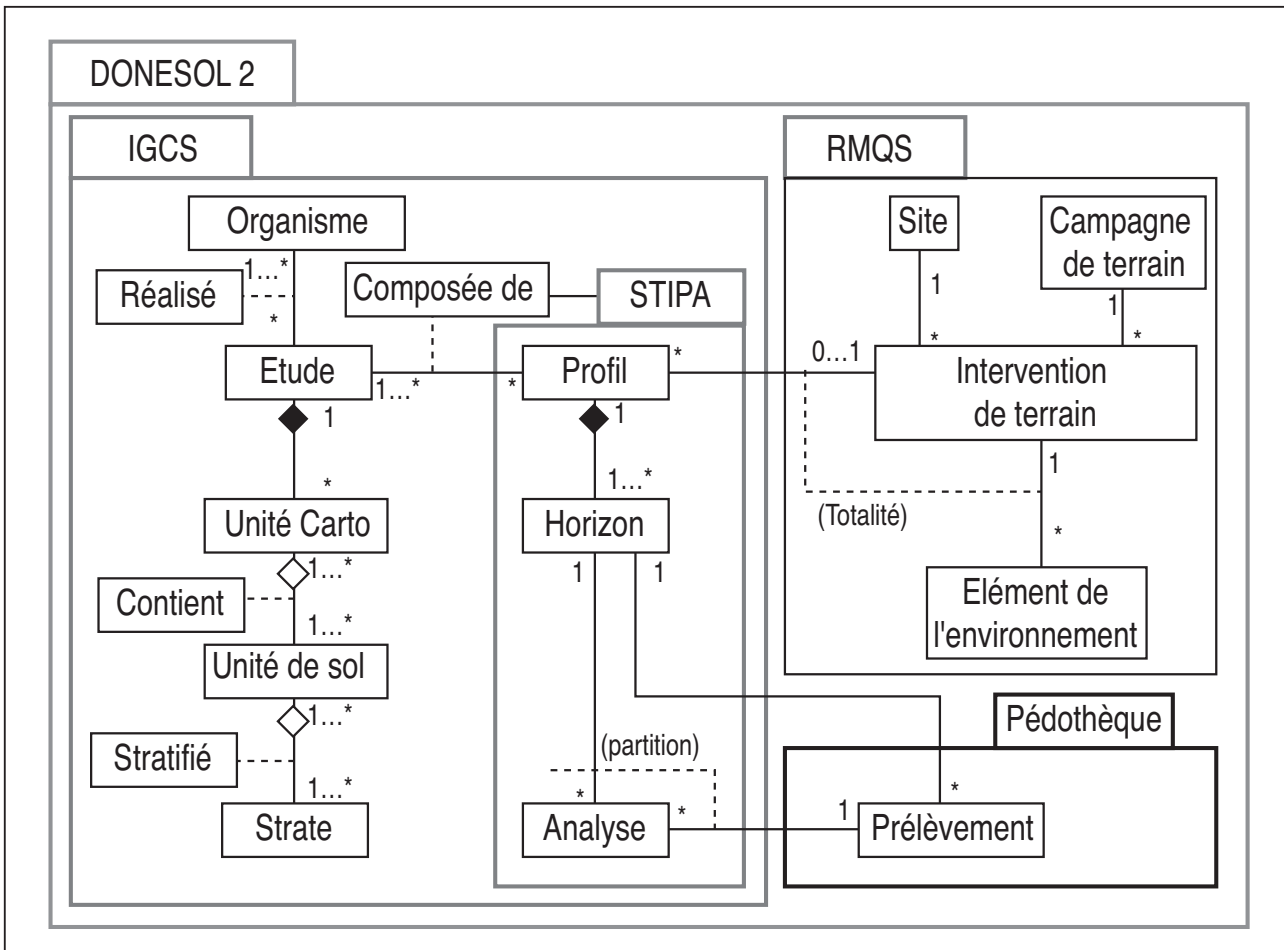 DONESOL 2
IGCS
RMQS
Organisme
Site
Campagne
de terrain
1...*
Réalisé
Composée de
STIPA
1
1
*
*
*
Etude
1...*
*
Profil
*
0...1
Intervention
de terrain
1
1
1
*
1...*
(Totalité)
*
Unité Carto
Horizon
1...*
1
1
Contient
Elément de
l'environnement
1...*
Unité de sol
1...*
Pédothèque
Stratifié
(partition)
1...*
*
*
1
*
Strate
Analyse
Prélèvement